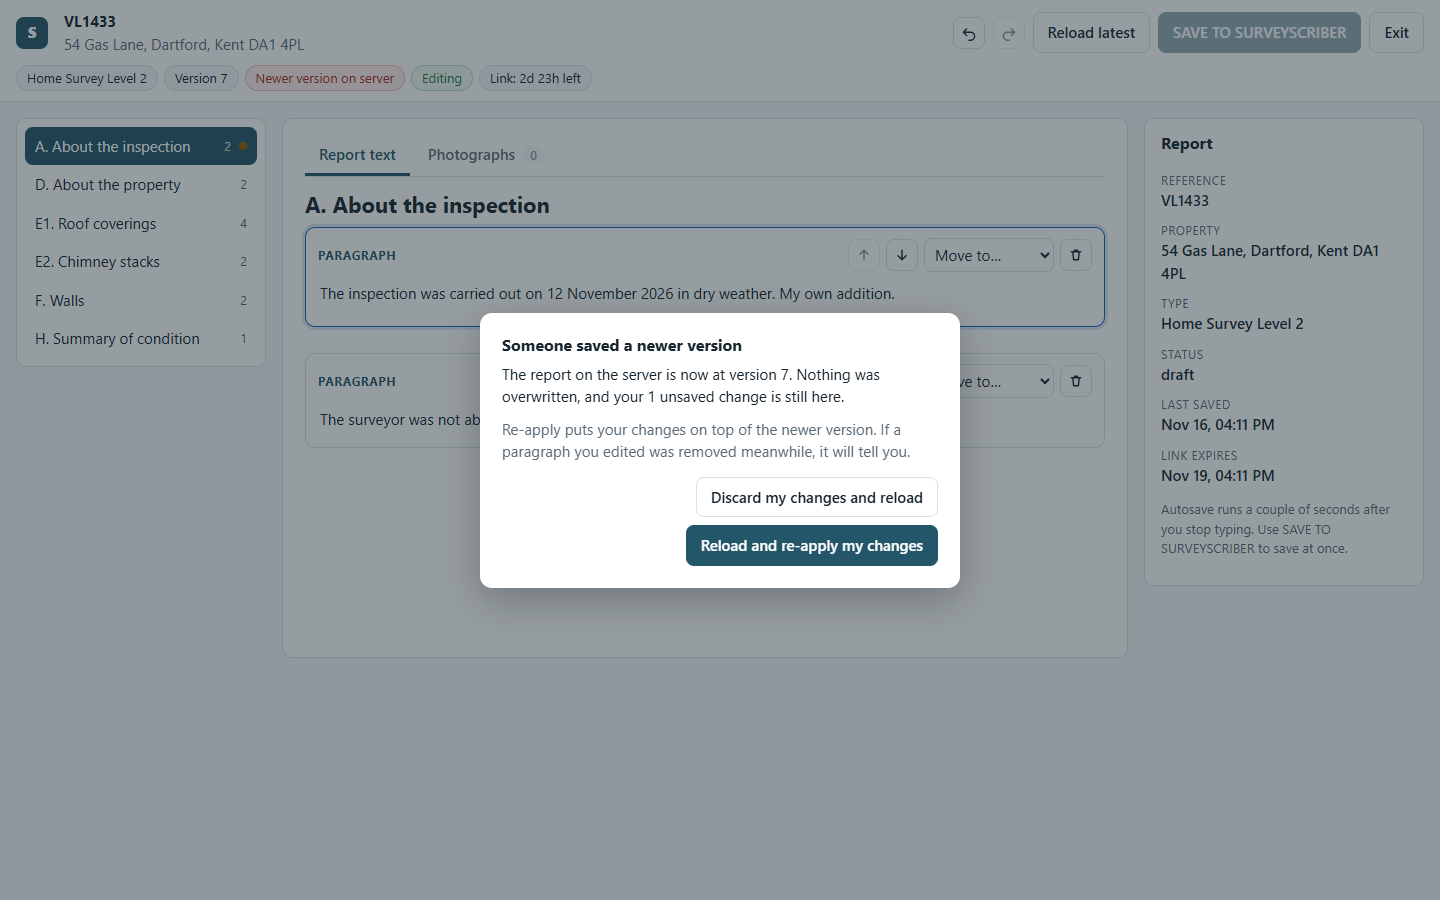 S
VL1433
54 Gas Lane, Dartford, Kent DA1 4PL
Reload latest
SAVE TO SURVEYSCRIBER
Exit
Home Survey Level 2
Version 7
Newer version on server
Editing
Link: 2d 23h left
A. About the inspection 2
D. About the property 2
E1. Roof coverings 4
E2. Chimney stacks 2
F. Walls 2
H. Summary of condition 1
Report text
Photographs 0
A. About the inspection
PARAGRAPH
Move to...
The inspection was carried out on 12 November 2026 in dry weather. My own addition.
PARAGRAPH
ve to...
The surveyor was not ab
Someone saved a newer version
The report on the server is now at version 7. Nothing was
overwritten, and your 1 unsaved change is still here.
Re-apply puts your changes on top of the newer version. If a
paragraph you edited was removed meanwhile, it will tell you.
Discard my changes and reload
Reload and re-apply my changes
Report
REFERENCE
VL1433
PROPERTY
54 Gas Lane, Dartford, Kent DA1
4PL
TYPE
Home Survey Level 2
STATUS
draft
LAST SAVED
Nov 16, 04:11 PM
LINK EXPIRES
Nov 19, 04:11 PM
Autosave runs a couple of seconds after
you stop typing. Use SAVE TO
SURVEYSCRIBER to save at once.